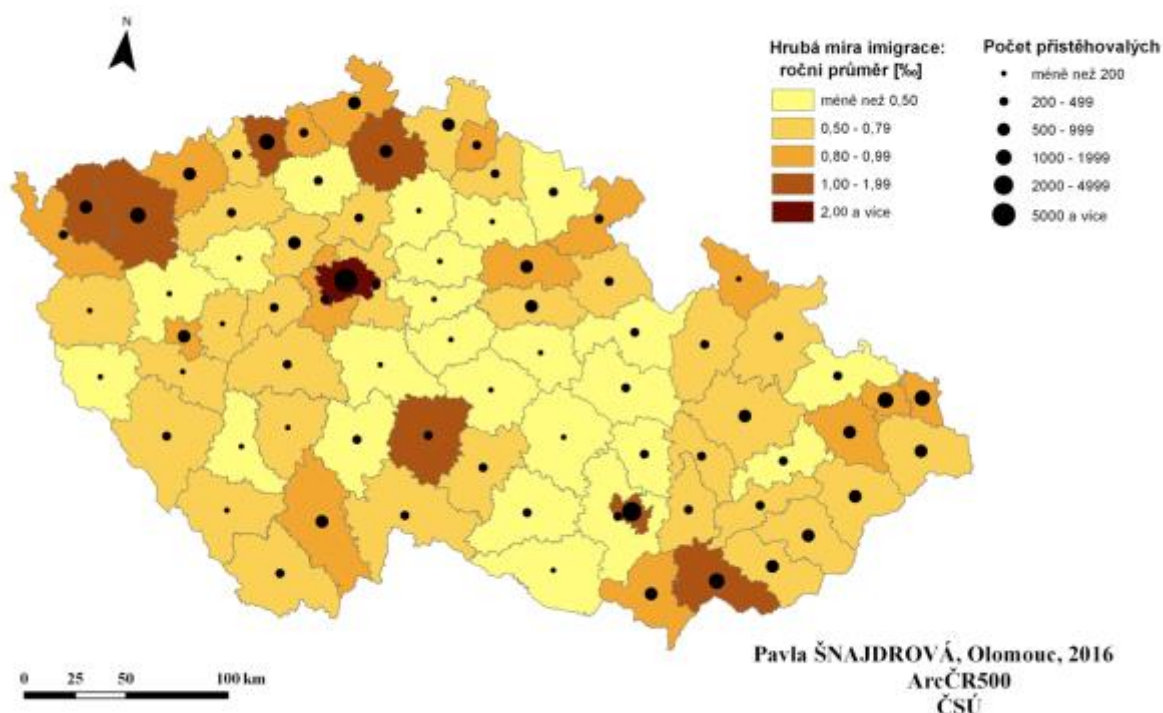 N
Hrubá míra imigrace:
roční průměr [‰]
méně než 0,50
0,50 - 0,79
0,80 - 0,99
1,00 - 1,99
2,00 a více
Počet přistěhovalých
méně než 200
200 - 499
500 - 999
1000 - 1999
2000 - 4999
5000 a více
0 25 50 100 km
Pavla ŠNAJDROVÁ, Olomouc, 2016
ArcČR500
ČSÚ